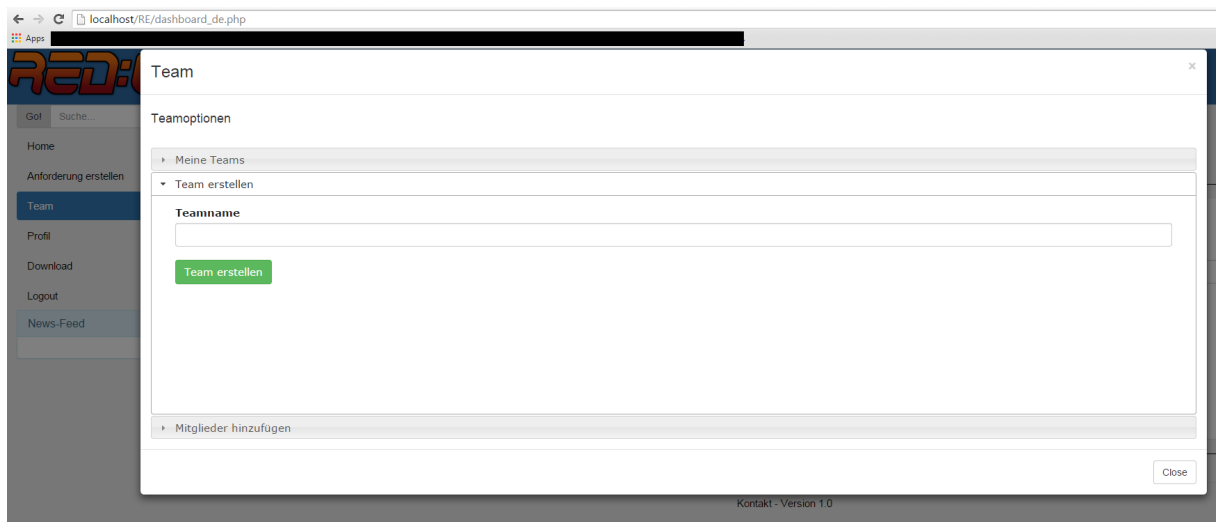 localhost/RE/dashboard_de.php
Apps
Team
×
Go! Suche...
Teamoptionen
Home
Meine Teams
Anforderung erstellen
Team erstellen
Team
Teamname
Profil
Download
Team erstellen
Logout
News-Feed
Mitglieder hinzufügen
Close
Kontakt - Version 1.0